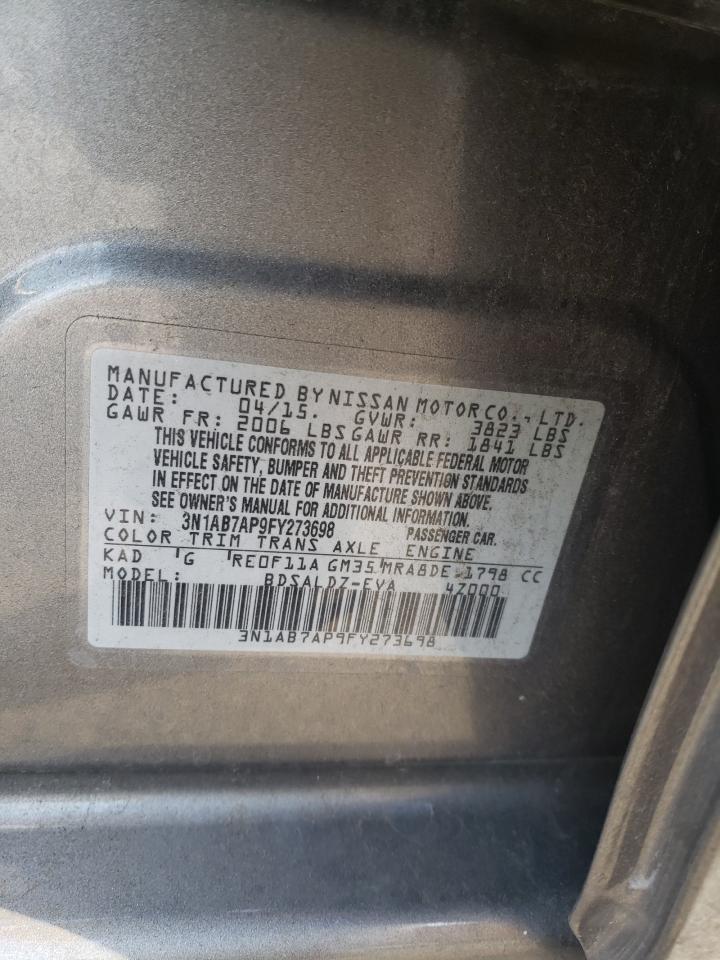 MANUFACTURED BY NISSAN MOTOR CO., LTD.
DATE: 04/15. GVWR: 3823 LBS
GAWR FR: 2006 LBS GAWR RR: 1841 LBS
THIS VEHICLE CONFORMS TO ALL APPLICABLE FEDERAL MOTOR
VEHICLE SAFETY, BUMPER AND THEFT PREVENTION STANDARDS
IN EFFECT ON THE DATE OF MANUFACTURE SHOWN ABOVE.
SEE OWNER'S MANUAL FOR ADDITIONAL INFORMATION.
VIN: 3N1AB7AP9FY273698 PASSENGER CAR.
COLOR TRIM TRANS AXLE ENGINE
KAD G RE0F11A GM35 MRA8DE 1798 CC
MODEL: BDSALDZ-EVA 4Z000
3N1AB7AP9FY273698